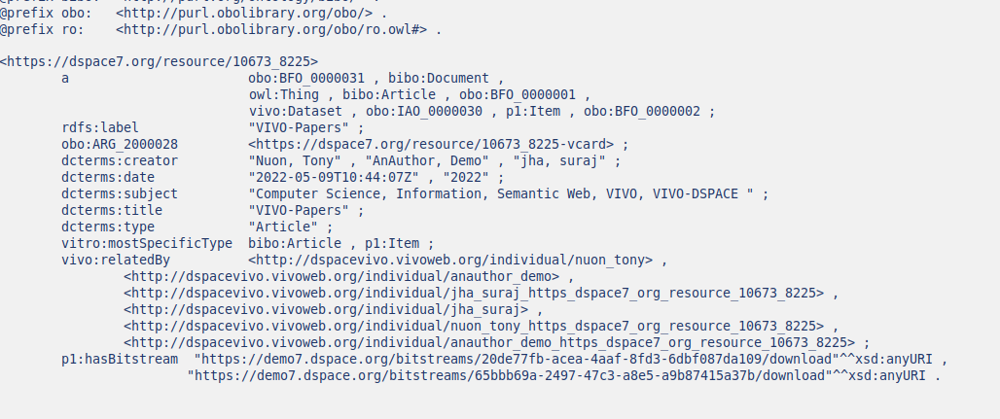 @prefix obo: <http://purl.obolibrary.org/obo/> .
@prefix ro: <http://purl.obolibrary.org/obo/ro.owl#> .
<https://dspace7.org/resource/10673_8225>
a obo:BFO_0000031 , bibo:Document ,
owl:Thing , bibo:Article , obo:BFO_0000001 ,
vivo:Dataset , obo:IAO_0000030 , p1:Item , obo:BFO_0000002 ;
rdfs:label "VIVO-Papers" ;
obo:ARG_2000028 <https://dspace7.org/resource/10673_8225-vcard> ;
dcterms:creator "Nuon, Tony" , "AnAuthor, Demo" , "jha, suraj" ;
dcterms:date "2022-05-09T10:44:07Z" , "2022" ;
dcterms:subject "Computer Science, Information, Semantic Web, VIVO, VIVO-DSPACE " ;
dcterms:title "VIVO-Papers" ;
dcterms:type "Article" ;
vitro:mostSpecificType bibo:Article , p1:Item ;
vivo:relatedBy <http://dspacevivo.vivoweb.org/individual/nuon_tony> ,
<http://dspacevivo.vivoweb.org/individual/anauthor_demo> ,
<http://dspacevivo.vivoweb.org/individual/jha_suraj_https_dspace7_org_resource_10673_8225> ,
<http://dspacevivo.vivoweb.org/individual/jha_suraj> ,
<http://dspacevivo.vivoweb.org/individual/nuon_tony_https_dspace7_org_resource_10673_8225> ,
<http://dspacevivo.vivoweb.org/individual/anauthor_demo_https_dspace7_org_resource_10673_8225> ;
p1:hasBitstream "https://demo7.dspace.org/bitstreams/20de77fb-acea-4aaf-8fd3-6dbf087da109/download"^^xsd:anyURI ,
"https://demo7.dspace.org/bitstreams/65bbb69a-2497-47c3-a8e5-a9b87415a37b/download"^^xsd:anyURI .